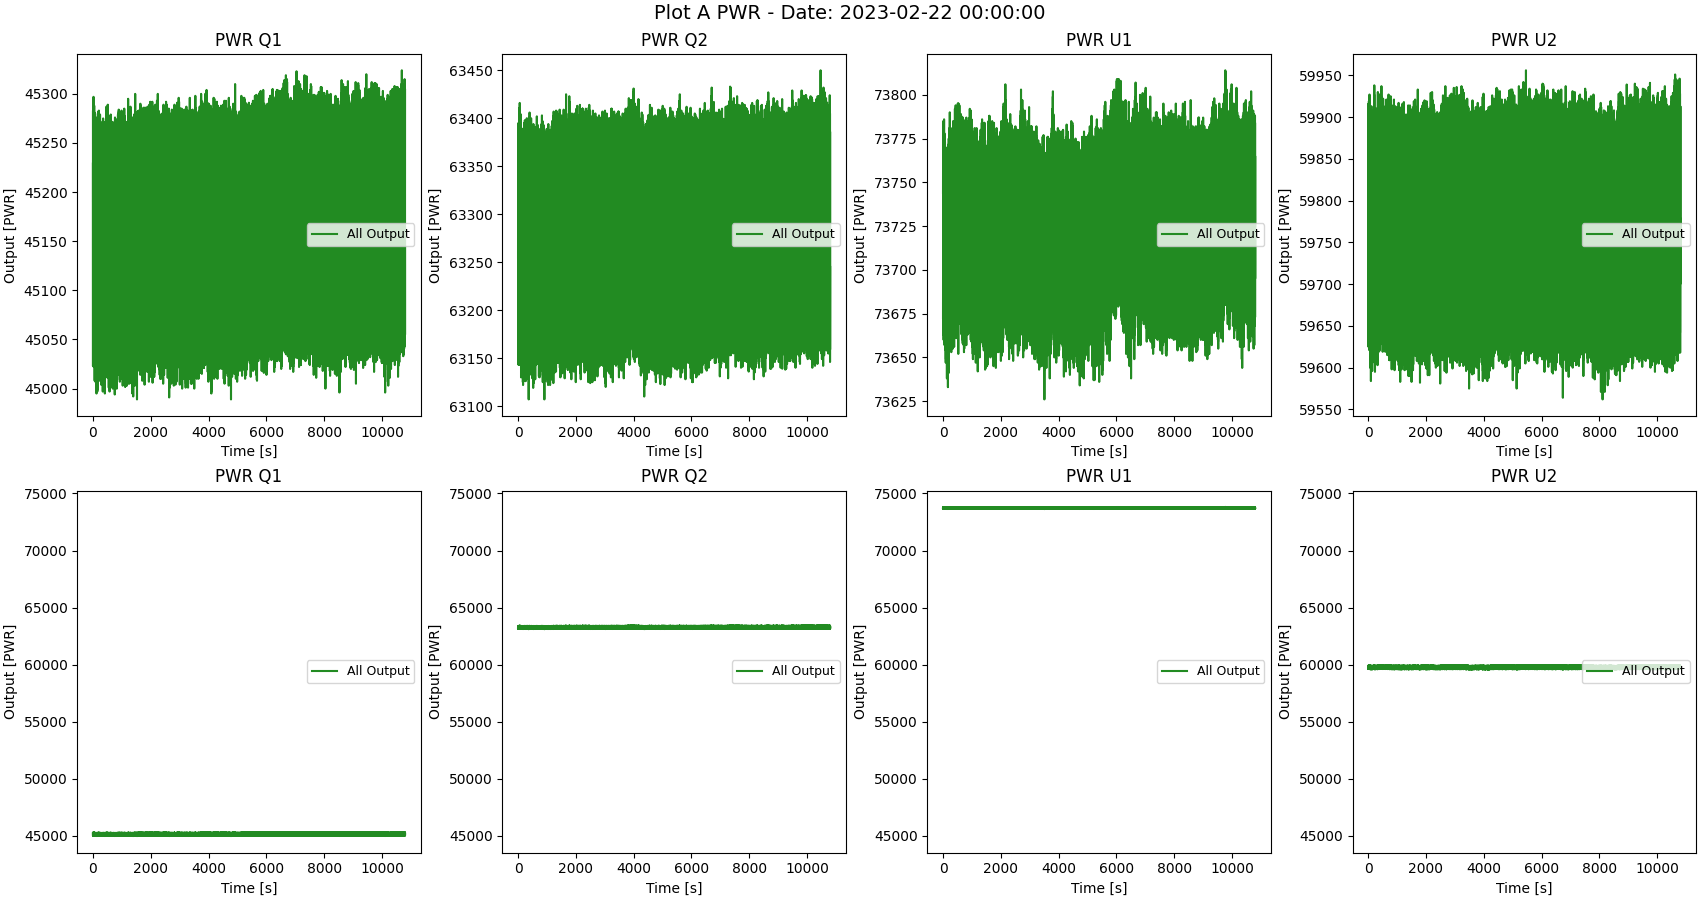 Plot A PWR - Date: 2023-02-22 00:00:00
PWR Q1
Output [PWR]
45300
45250
45200
45150
45100
45050
45000
All Output
0 2000 4000 6000 8000 10000
Time [s]
PWR Q2
Output [PWR]
63450
63400
63350
63300
63250
63200
63150
63100
All Output
0 2000 4000 6000 8000 10000
Time [s]
PWR U1
Output [PWR]
73800
73775
73750
73725
73700
73675
73650
73625
All Output
0 2000 4000 6000 8000 10000
Time [s]
PWR U2
Output [PWR]
59950
59900
59850
59800
59750
59700
59650
59600
59550
All Output
0 2000 4000 6000 8000 10000
Time [s]
PWR Q1
Output [PWR]
75000
70000
65000
60000
55000
50000
45000
All Output
0 2000 4000 6000 8000 10000
Time [s]
PWR Q2
Output [PWR]
75000
70000
65000
60000
55000
50000
45000
All Output
0 2000 4000 6000 8000 10000
Time [s]
PWR U1
Output [PWR]
75000
70000
65000
60000
55000
50000
45000
All Output
0 2000 4000 6000 8000 10000
Time [s]
PWR U2
Output [PWR]
75000
70000
65000
60000
55000
50000
45000
All Output
0 2000 4000 6000 8000 10000
Time [s]